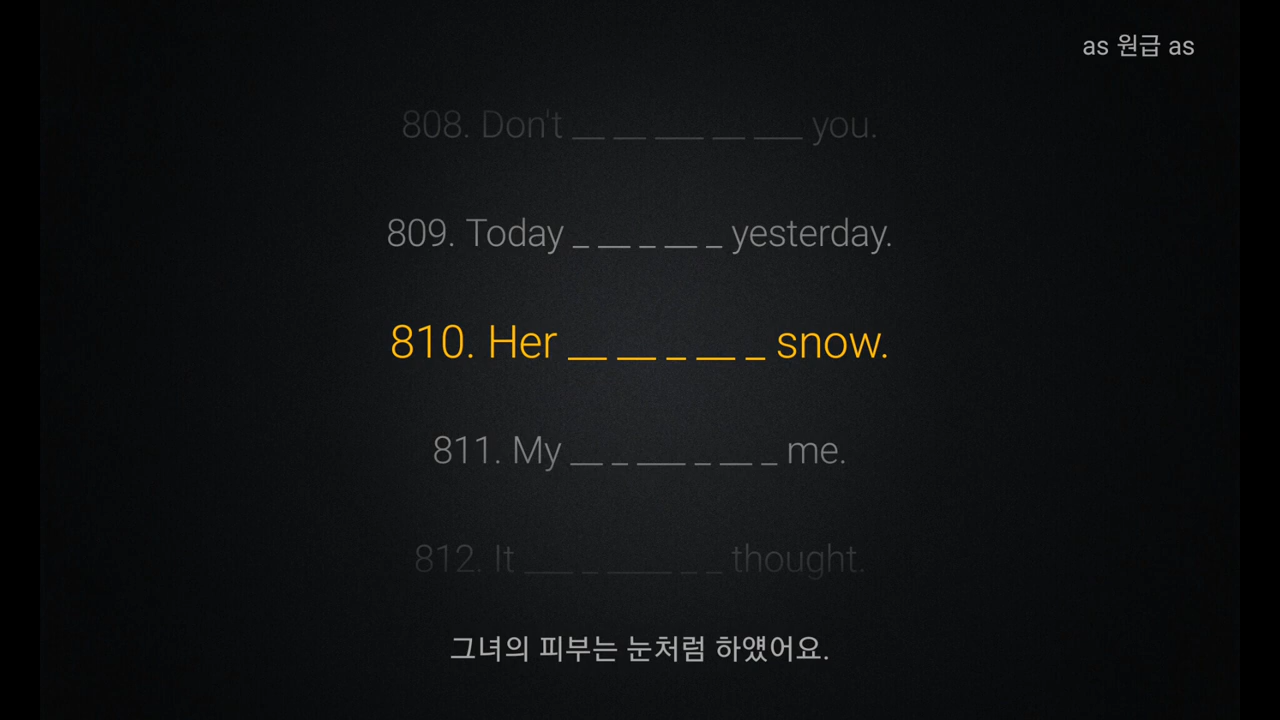 as 원급 as
808. Don't __ __ ___ __ ___ you.
809. Today _ __ _ __ _ yesterday.
810. Her __ __ _ __ _ snow.
811. My __ _ ___ _ __ _ me.
812. It ___ _ ____ _ _ thought.
그녀의 피부는 눈처럼 하얬어요.